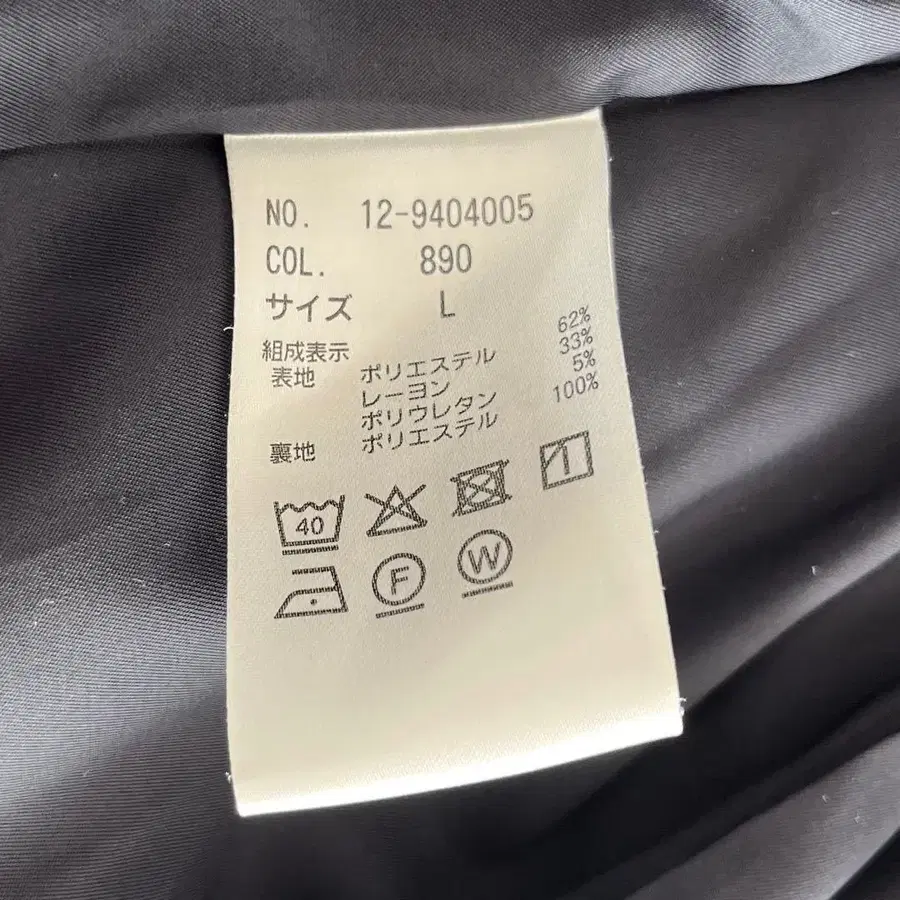 NO. 12-9404005
COL. 890
サイズ L
組成表示
表地 ポリエステル 62%
レーヨン 33%
ポリウレタン 5%
裏地 ポリエステル 100%
40
F W